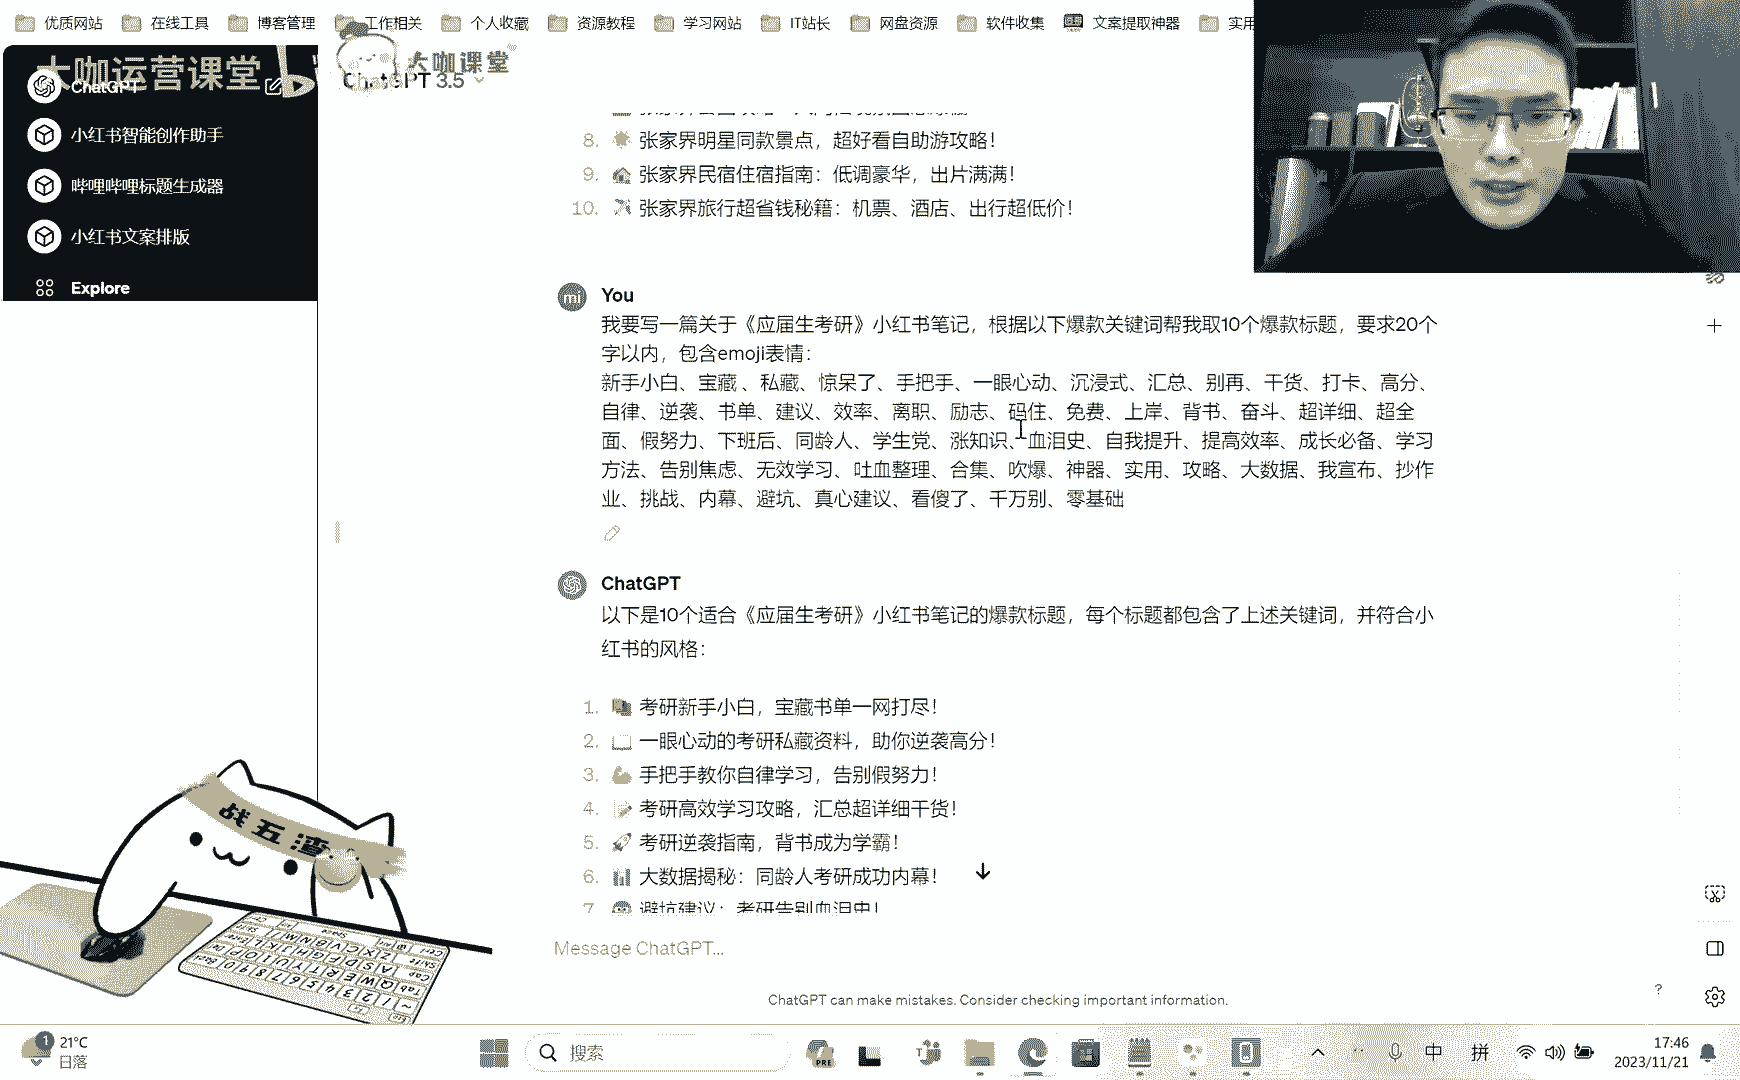 优质网站 在线工具 博客管理 工作相关 个人收藏 资源教程 学习网站 IT站长 网盘资源 软件收集 文案提取神器 实用
大咖运营课堂
大咖课堂
ChatGPT
ChatGPT 3.5
小红书智能创作助手
哔哩哔哩标题生成器
小红书文案排版
Explore
8. 张家界明星同款景点，超好看自助游攻略！
9. 张家界民宿住宿指南：低调豪华，出片满满！
10. 张家界旅行超省钱秘籍：机票、酒店、出行超低价！
mi You
我要写一篇关于《应届生考研》小红书笔记，根据以下爆款关键词帮我取10个爆款标题，要求20个
字以内，包含emoji表情：
新手小白、宝藏 、私藏、惊呆了、手把手、一眼心动、沉浸式、汇总、别再、干货、打卡、高分、
自律、逆袭、书单、建议、效率、离职、励志、码住、免费、上岸、背书、奋斗、超详细、超全
面、假努力、下班后、同龄人、学生党、涨知识、血泪史、自我提升、提高效率、成长必备、学习
方法、告别焦虑、无效学习、吐血整理、合集、吹爆、神器、实用、攻略、大数据、我宣布、抄作
业、挑战、内幕、避坑、真心建议、看傻了、千万别、零基础
ChatGPT
以下是10个适合《应届生考研》小红书笔记的爆款标题，每个标题都包含了上述关键词，并符合小
红书的风格：
1. 考研新手小白，宝藏书单一网打尽！
2. 一眼心动的考研私藏资料，助你逆袭高分！
3. 手把手教你自律学习，告别假努力！
4. 考研高效学习攻略，汇总超详细干货！
5. 考研逆袭指南，背书成为学霸！
6. 大数据揭秘：同龄人考研成功内幕！
7. 避坑建议：考研告别血泪史！
战五渣
Message ChatGPT...
ChatGPT can make mistakes. Consider checking important information.
?
1 21°C
日落
搜索
PRE
中 拼
17:46
2023/11/21